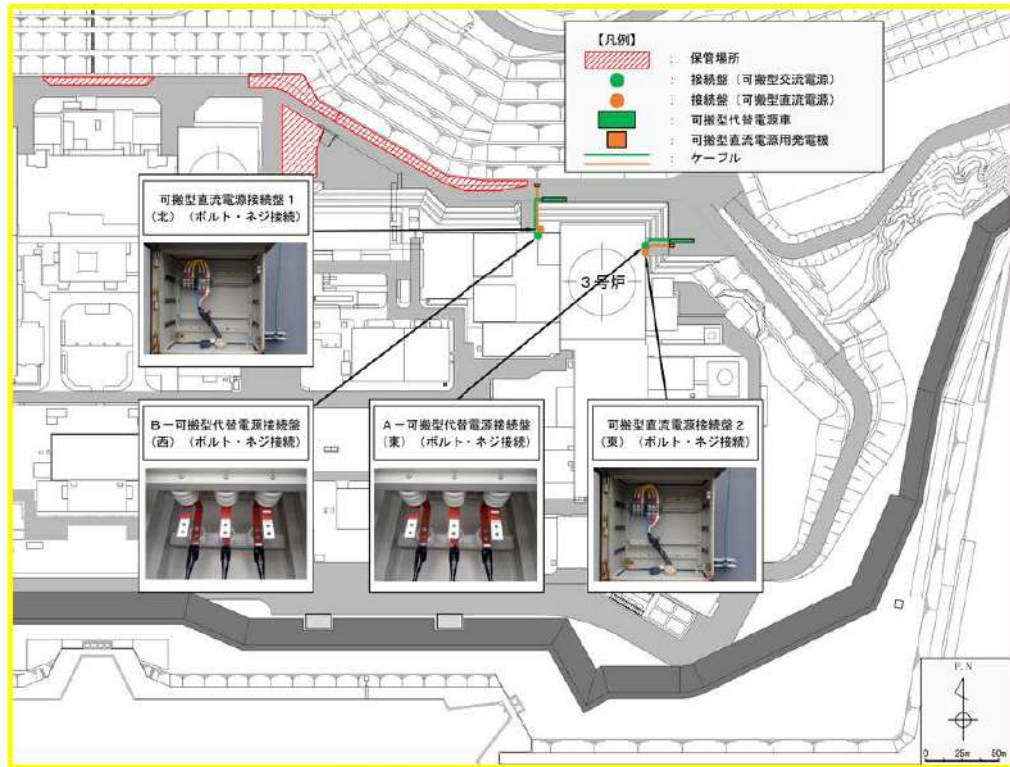 【凡例】
： 保管場所
： 接続盤（可搬型交流電源）
： 接続盤（可搬型直流電源）
： 可搬型代替電源車
： 可搬型直流電源用発電機
： ケーブル
可搬型直流電源接続盤1
（北）（ボルト・ネジ接続）
3号炉
B－可搬型代替電源接続盤
（西）（ボルト・ネジ接続）
A－可搬型代替電源接続盤
（東）（ボルト・ネジ接続）
可搬型直流電源接続盤2
（東）（ボルト・ネジ接続）
P.N
0 25m 50m